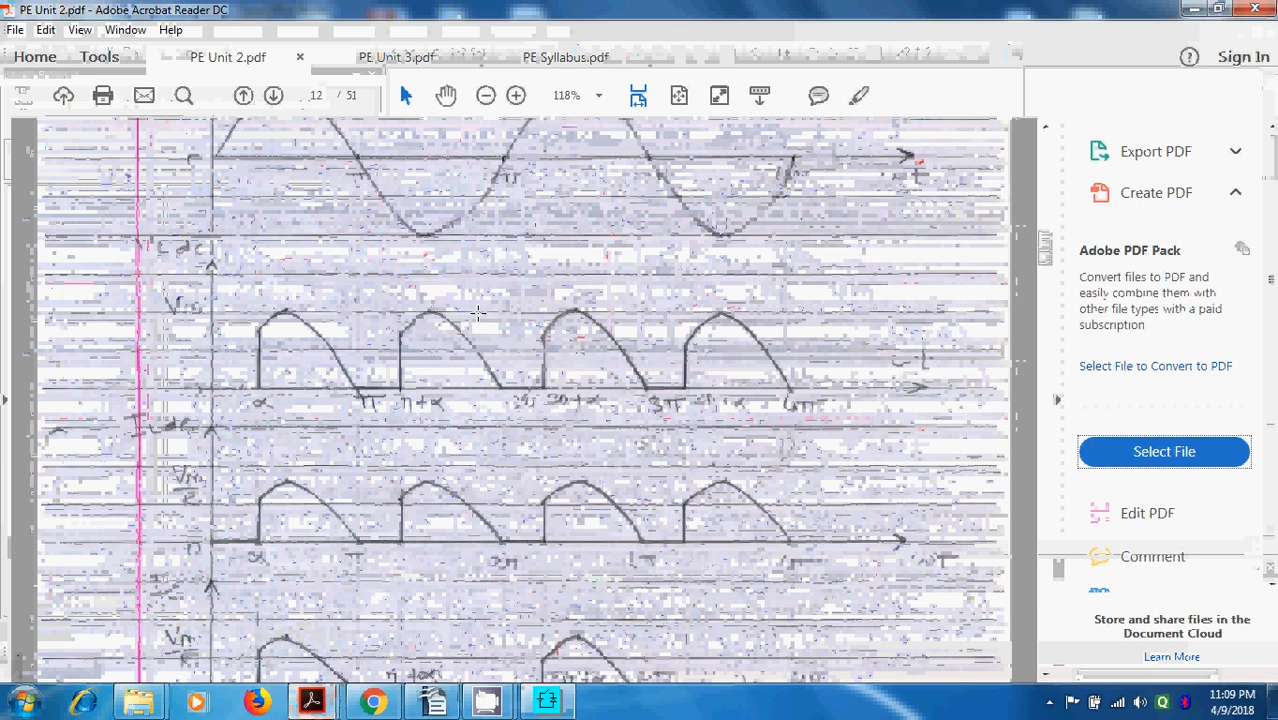 PE Unit 2.pdf - Adobe Acrobat Reader DC
File Edit View Window Help
Home Tools PE Unit 2.pdf × PE Unit 3.pdf PE Syllabus.pdf Sign In
12 / 51 118%
Export PDF
Create PDF
Adobe PDF Pack
Convert files to PDF and
easily combine them with
other file types with a paid
subscription
Select File to Convert to PDF
Select File
Edit PDF
Comment
Store and share files in the
Document Cloud
Learn More
Vm
α π π+α 2π+α 3π 4π
Vm
α π 2π
11:09 PM
4/9/2018